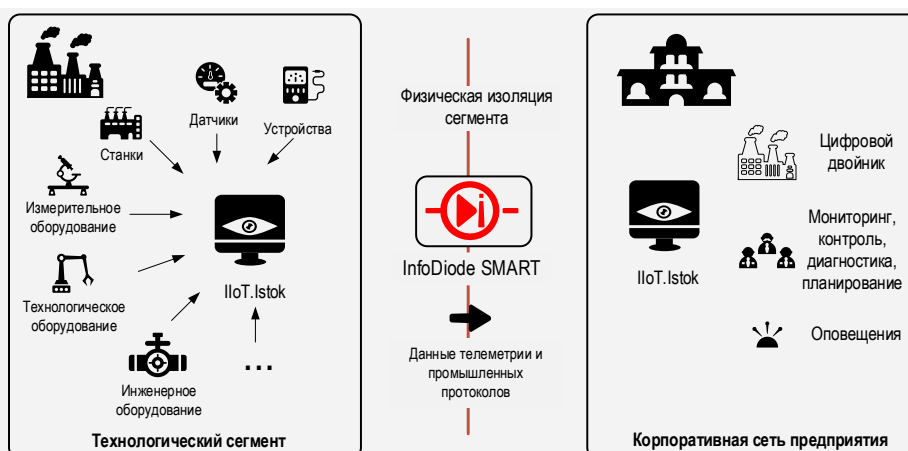 Датчики
Устройства
Станки
Измерительное
оборудование
Технологическое
оборудование
IIoT.Istok
Инженерное
оборудование
...
Технологический сегмент
Физическая изоляция
сегмента
InfoDiode SMART
Данные телеметрии и
промышленных
протоколов
IIoT.Istok
Цифровой
двойник
Мониторинг,
контроль,
диагностика,
планирование
Оповещения
Корпоративная сеть предприятия